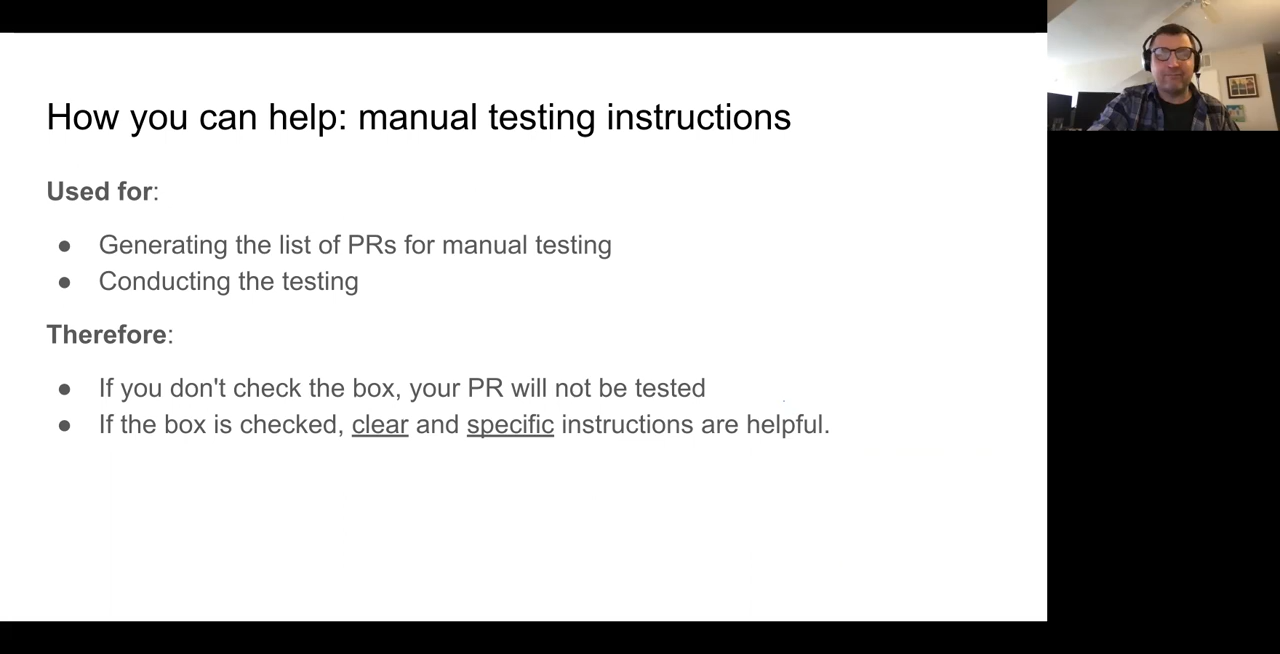 How you can help: manual testing instructions
Used for:
● Generating the list of PRs for manual testing
● Conducting the testing
Therefore:
● If you don't check the box, your PR will not be tested
● If the box is checked, clear and specific instructions are helpful.